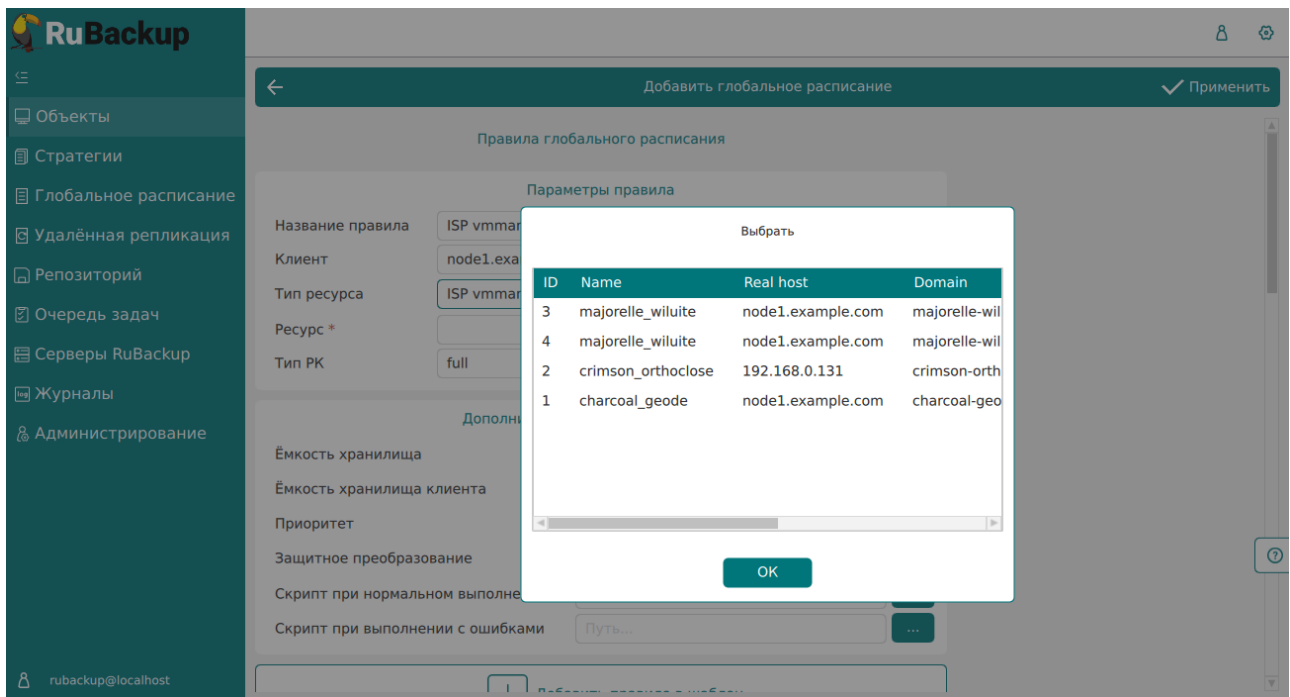 RuBackup
Добавить глобальное расписание
Применить
Объекты
Стратегии
Глобальное расписание
Удалённая репликация
Репозиторий
Очередь задач
Серверы RuBackup
Журналы
Администрирование
rubackup@localhost
Правила глобального расписания
Параметры правила
Название правила ISP vmmar
Клиент node1.exa
Тип ресурса ISP vmmar
Ресурс *
Тип РК full
Дополни
Ёмкость хранилища
Ёмкость хранилища клиента
Приоритет
Защитное преобразование
Скрипт при нормальном выполне
Скрипт при выполнении с ошибками Путь... ...
Выбрать
ID Name Real host Domain
3 majorelle_wiluite node1.example.com majorelle-wil
4 majorelle_wiluite node1.example.com majorelle-wil
2 crimson_orthoclose 192.168.0.131 crimson-orth
1 charcoal_geode node1.example.com charcoal-geo
OK